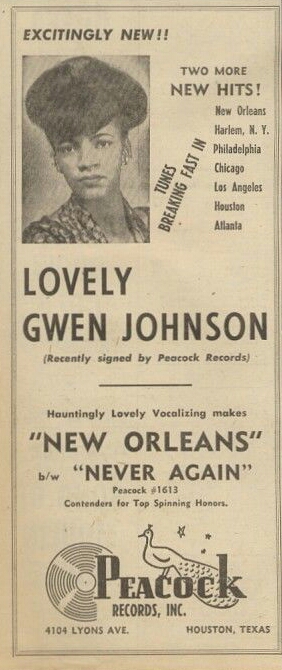 EXCITINGLY NEW!!
TWO MORE
NEW HITS!
TUNES
BREAKING FAST IN
New Orleans
Harlem, N. Y.
Philadelphia
Chicago
Los Angeles
Houston
Atlanta
LOVELY
GWEN JOHNSON
(Recently signed by Peacock Records)
Hauntingly Lovely Vocalizing makes
"NEW ORLEANS"
b/w "NEVER AGAIN"
Peacock #1613
Contenders for Top Spinning Honors.
PEACOCK
RECORDS, INC.
4104 LYONS AVE. HOUSTON, TEXAS